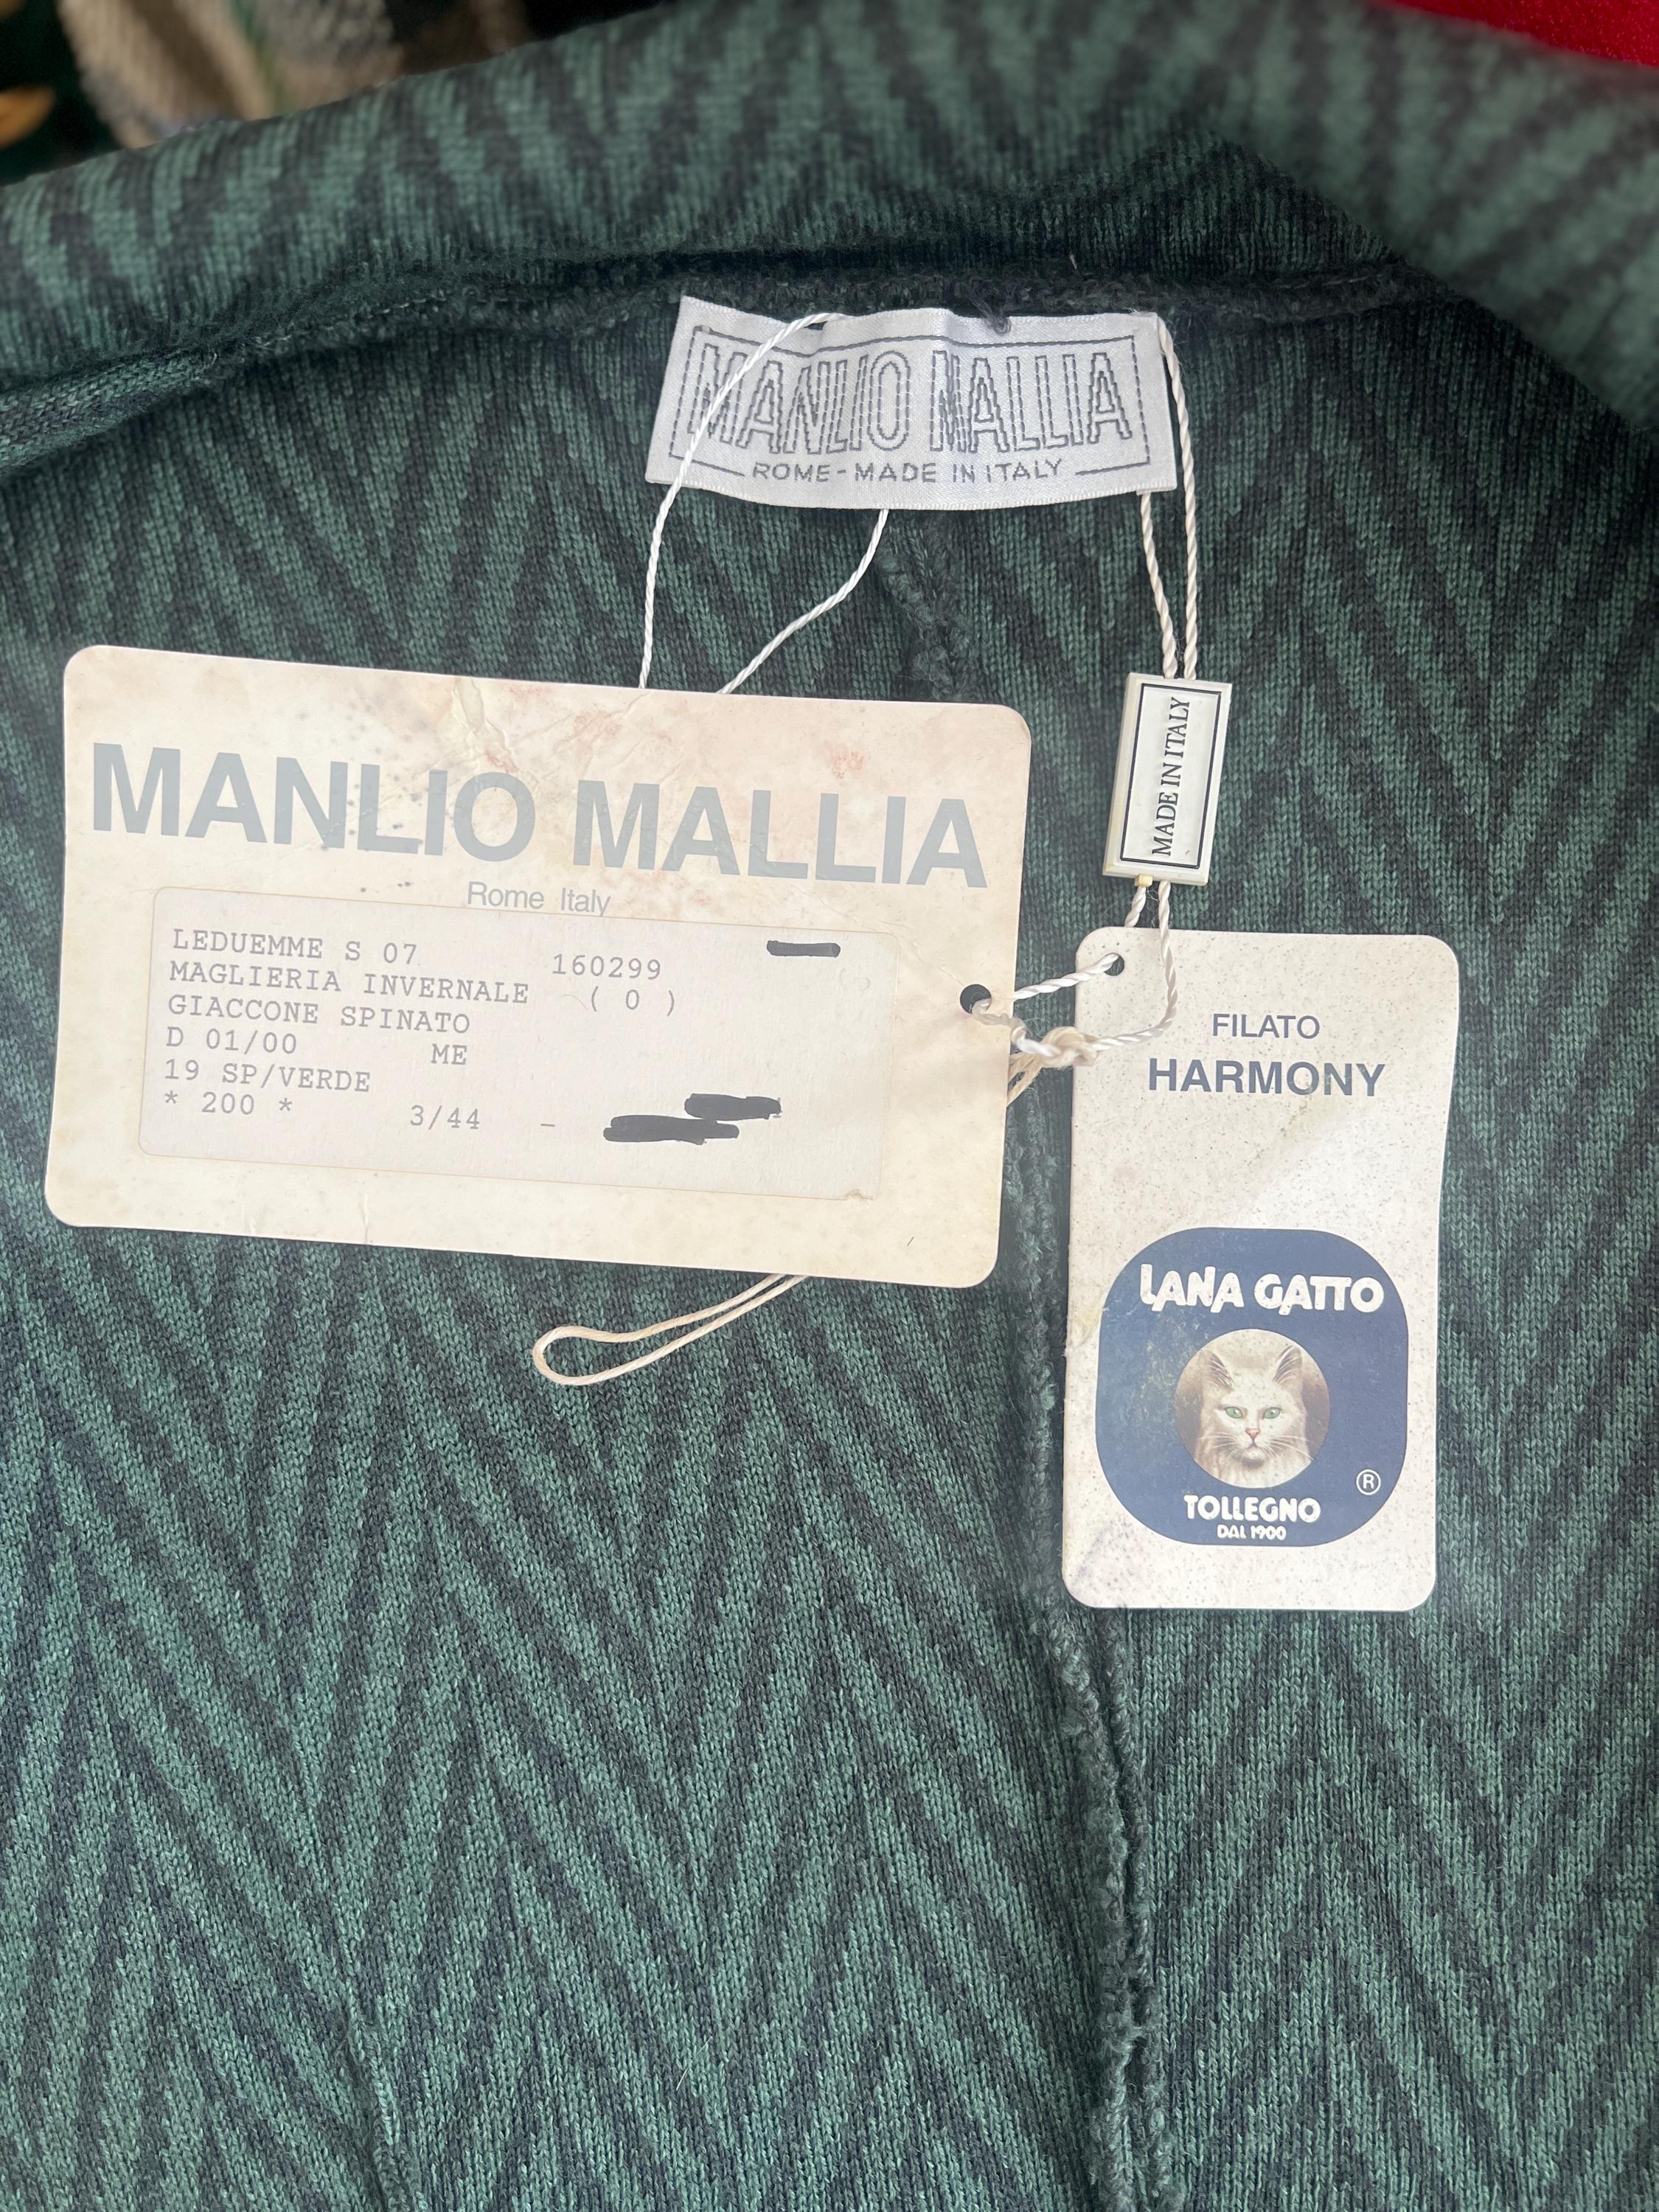 MANLIO MALLIA
ROME-MADE IN ITALY
MADE IN ITALY
MANLIO MALLIA
Rome Italy
LEDUEMME S 07 160299
MAGLIERIA INVERNALE ( 0 )
GIACCONE SPINATO
D 01/00 ME
19 SP/VERDE
* 200 * 3/44 -
FILATO
HARMONY
LANA GATTO
®
TOLLEGNO
DAL 1900